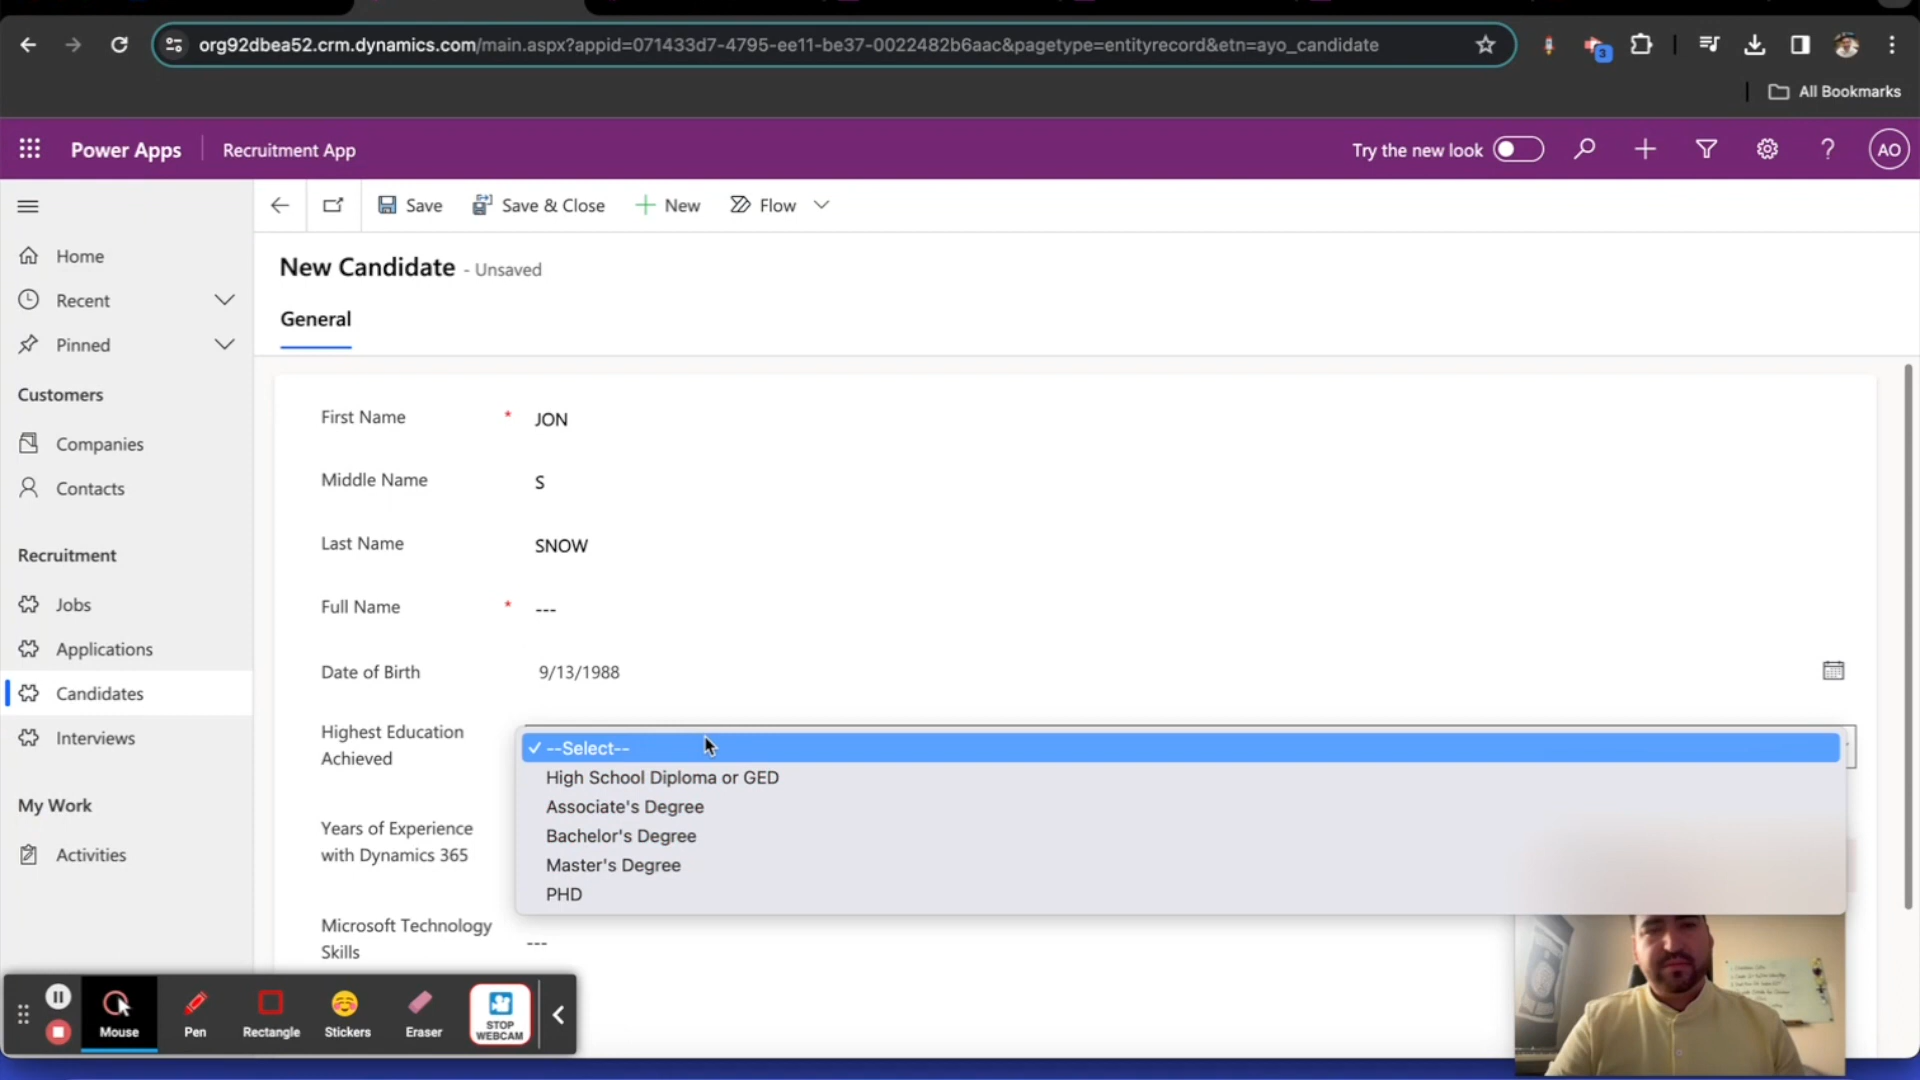 org92dbea52.crm.dynamics.com/main.aspx?appid=071433d7-4795-ee11-be37-0022482b6aac&pagetype=entityrecord&etn=ayo_candidate
3
All Bookmarks
Power Apps
Recruitment App
Try the new look
?
AO
Save
Save & Close
New
Flow
Home
Recent
Pinned
Customers
Companies
Contacts
Recruitment
Jobs
Applications
Candidates
Interviews
My Work
Activities
New Candidate - Unsaved
General
First Name * JON
Middle Name S
Last Name SNOW
Full Name * ---
Date of Birth 9/13/1988
Highest Education
Achieved
--Select--
High School Diploma or GED
Associate's Degree
Bachelor's Degree
Master's Degree
PHD
Years of Experience
with Dynamics 365
Microsoft Technology
Skills
---
Mouse
Pen
Rectangle
Stickers
Eraser
STOP
WEBCAM